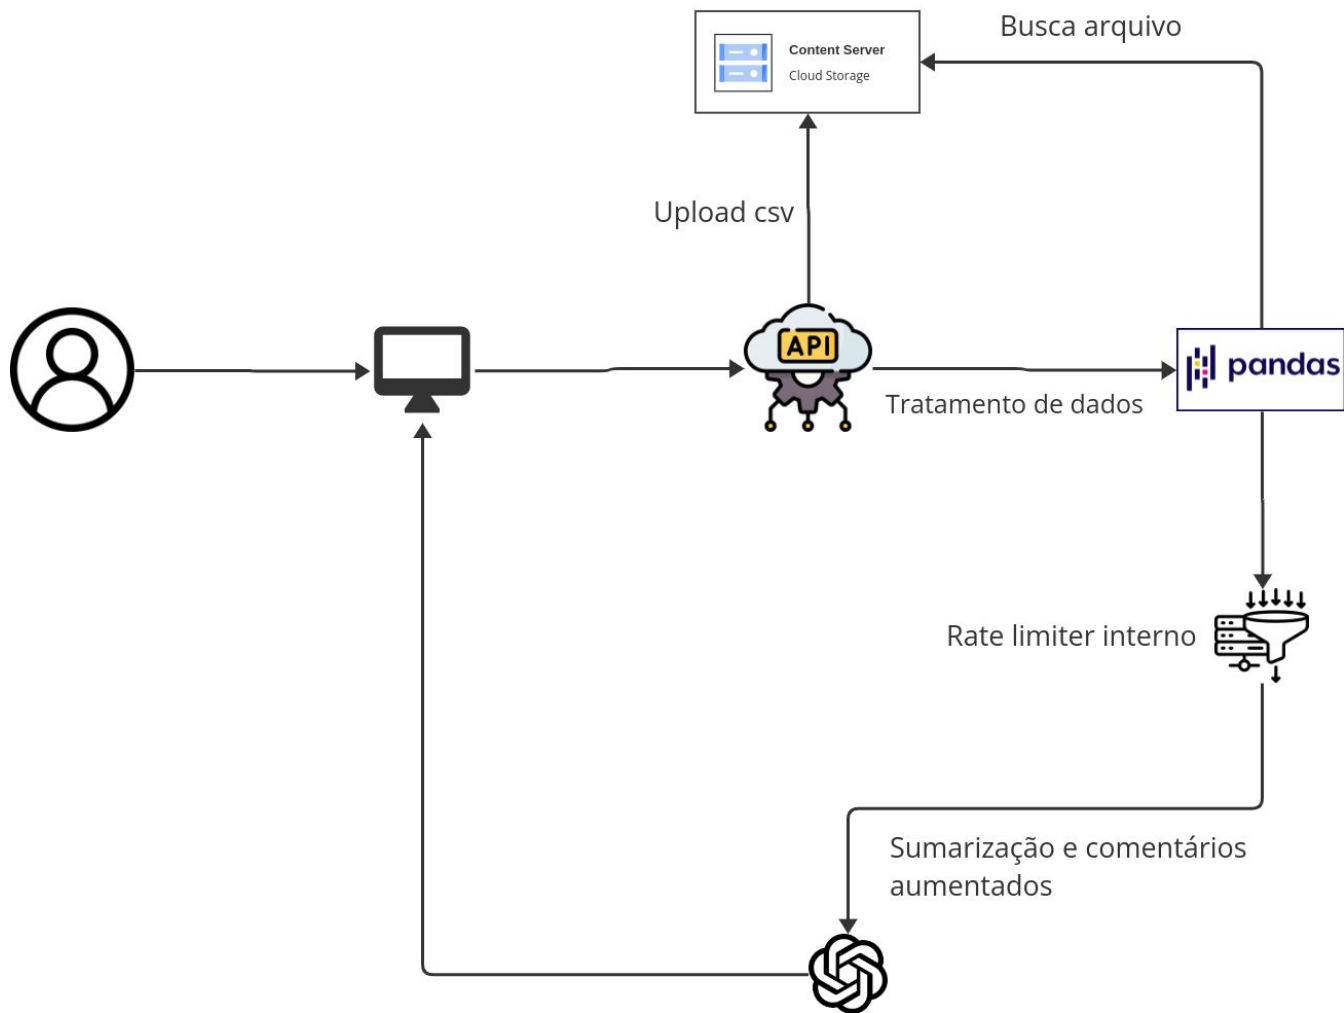 Busca arquivo
Content Server
Cloud Storage
Upload csv
API
pandas
Tratamento de dados
Rate limiter interno
Sumarização e comentários
aumentados